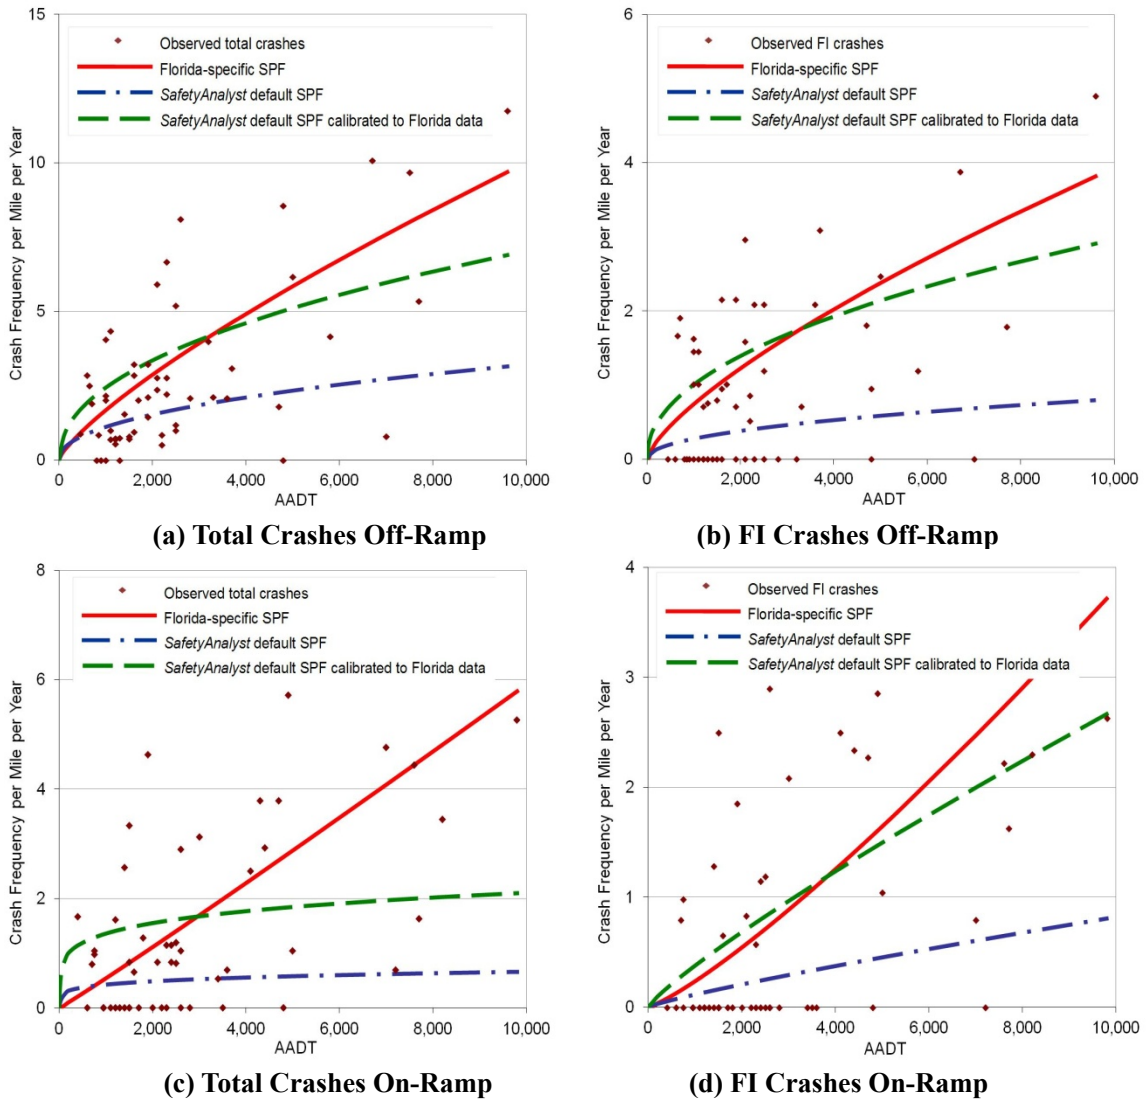 15
10
5
0
Crash Frequency per Mile per Year
Observed total crashes
Florida-specific SPF
SafetyAnalyst default SPF
SafetyAnalyst default SPF calibrated to Florida data
0 2,000 4,000 6,000 8,000 10,000
AADT
(a) Total Crashes Off-Ramp
6
4
2
0
Crash Frequency per Mile per Year
Observed FI crashes
Florida-specific SPF
SafetyAnalyst default SPF
SafetyAnalyst default SPF calibrated to Florida data
0 2,000 4,000 6,000 8,000 10,000
AADT
(b) FI Crashes Off-Ramp
8
6
4
2
0
Crash Frequency per Mile per Year
Observed total crashes
Florida-specific SPF
SafetyAnalyst default SPF
SafetyAnalyst default SPF calibrated to Florida data
0 2,000 4,000 6,000 8,000 10,000
AADT
(c) Total Crashes On-Ramp
4
3
2
1
0
Crash Frequency per Mile per Year
Observed FI crashes
Florida-specific SPF
SafetyAnalyst default SPF
SafetyAnalyst default SPF calibrated to Florida data
0 2,000 4,000 6,000 8,000 10,000
AADT
(d) FI Crashes On-Ramp